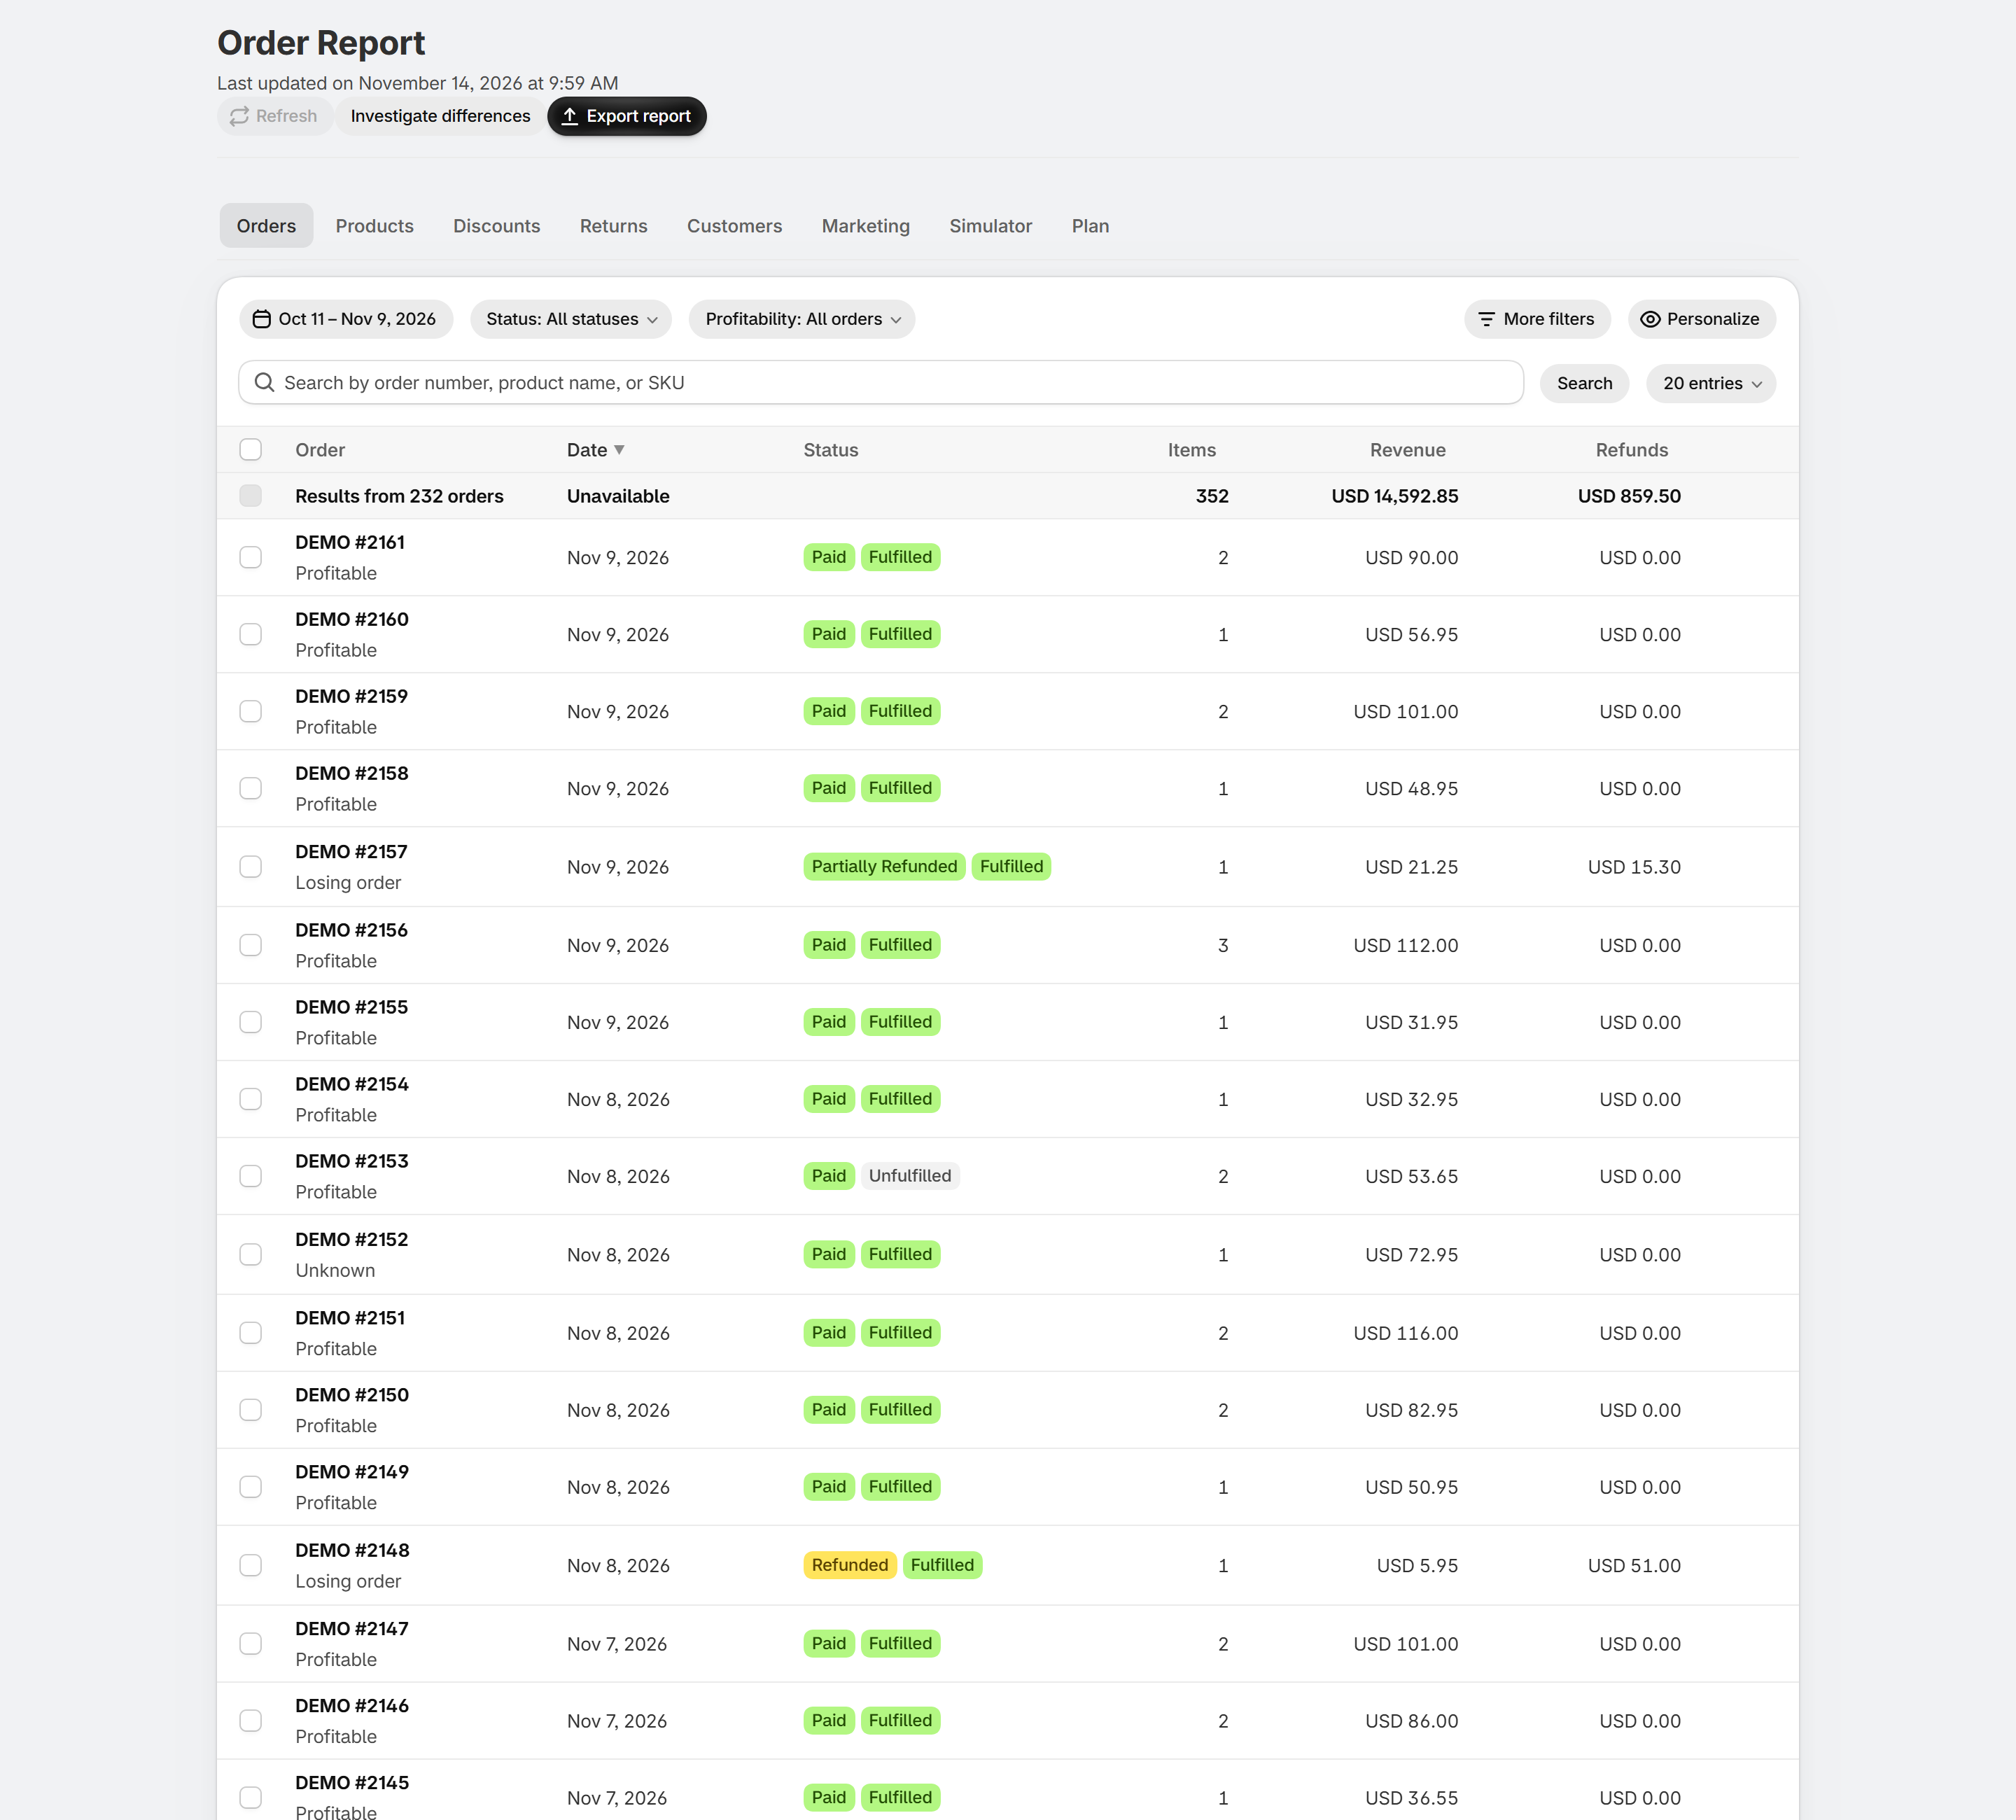 Order Report
Last updated on November 14, 2026 at 9:59 AM
Refresh Investigate differences Export report
Orders Products Discounts Returns Customers Marketing Simulator Plan
Oct 11 – Nov 9, 2026 Status: All statuses Profitability: All orders More filters Personalize
Search by order number, product name, or SKU Search 20 entries
Order Date Status Items Revenue Refunds
Results from 232 orders Unavailable 352 USD 14,592.85 USD 859.50
DEMO #2161
Nov 9, 2026 Paid Fulfilled 2 USD 90.00 USD 0.00
Profitable
DEMO #2160
Nov 9, 2026 Paid Fulfilled 1 USD 56.95 USD 0.00
Profitable
DEMO #2159
Nov 9, 2026 Paid Fulfilled 2 USD 101.00 USD 0.00
Profitable
DEMO #2158
Nov 9, 2026 Paid Fulfilled 1 USD 48.95 USD 0.00
Profitable
DEMO #2157
Nov 9, 2026 Partially Refunded Fulfilled 1 USD 21.25 USD 15.30
Losing order
DEMO #2156
Nov 9, 2026 Paid Fulfilled 3 USD 112.00 USD 0.00
Profitable
DEMO #2155
Nov 9, 2026 Paid Fulfilled 1 USD 31.95 USD 0.00
Profitable
DEMO #2154
Nov 8, 2026 Paid Fulfilled 1 USD 32.95 USD 0.00
Profitable
DEMO #2153
Nov 8, 2026 Paid Unfulfilled 2 USD 53.65 USD 0.00
Profitable
DEMO #2152
Nov 8, 2026 Paid Fulfilled 1 USD 72.95 USD 0.00
Unknown
DEMO #2151
Nov 8, 2026 Paid Fulfilled 2 USD 116.00 USD 0.00
Profitable
DEMO #2150
Nov 8, 2026 Paid Fulfilled 2 USD 82.95 USD 0.00
Profitable
DEMO #2149
Nov 8, 2026 Paid Fulfilled 1 USD 50.95 USD 0.00
Profitable
DEMO #2148
Nov 8, 2026 Refunded Fulfilled 1 USD 5.95 USD 51.00
Losing order
DEMO #2147
Nov 7, 2026 Paid Fulfilled 2 USD 101.00 USD 0.00
Profitable
DEMO #2146
Nov 7, 2026 Paid Fulfilled 2 USD 86.00 USD 0.00
Profitable
DEMO #2145
Nov 7, 2026 Paid Fulfilled 1 USD 36.55 USD 0.00
Profitable